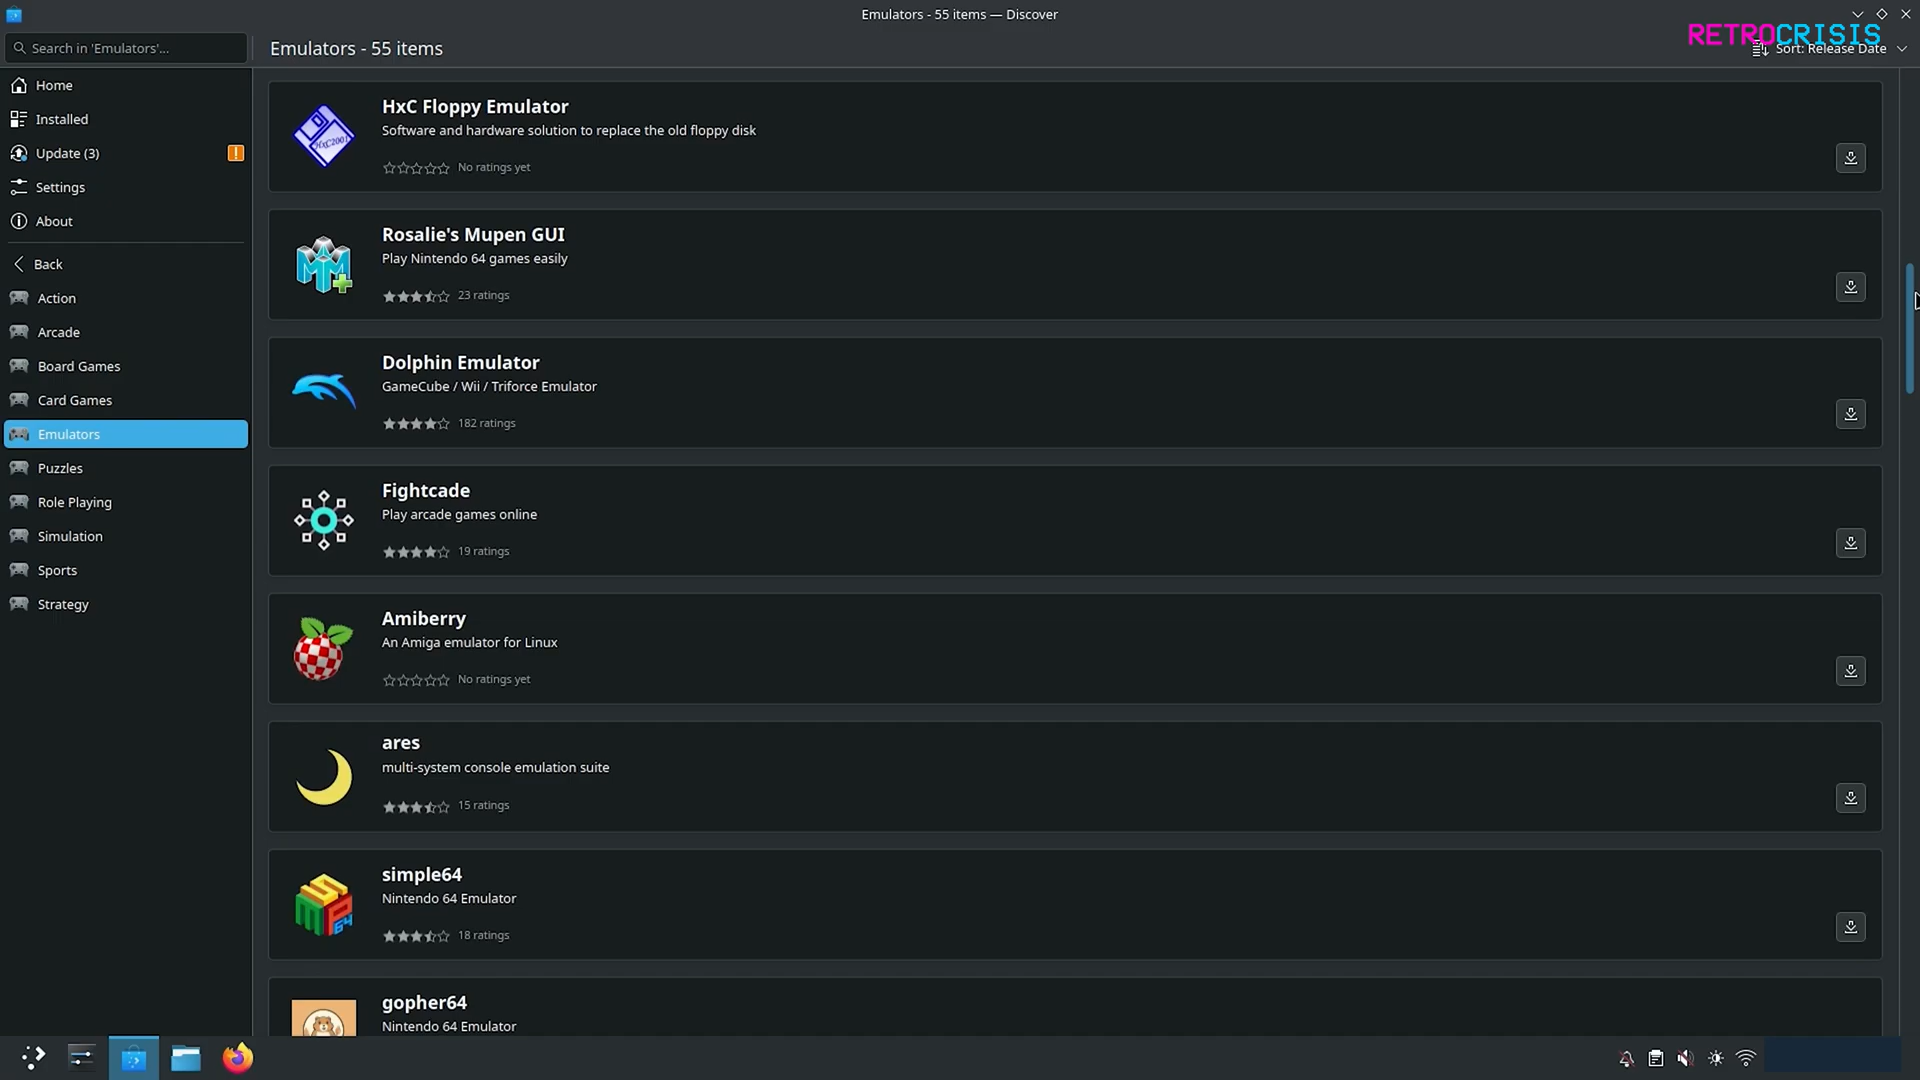 Emulators - 55 items — Discover
Search in 'Emulators'...
Emulators - 55 items
RETROCRISIS
Sort: Release Date
Home
Installed
Update (3)
Settings
About
Back
Action
Arcade
Board Games
Card Games
Emulators
Puzzles
Role Playing
Simulation
Sports
Strategy
HxC Floppy Emulator
Software and hardware solution to replace the old floppy disk
No ratings yet
HxC2001
Rosalie's Mupen GUI
Play Nintendo 64 games easily
23 ratings
Dolphin Emulator
GameCube / Wii / Triforce Emulator
182 ratings
Fightcade
Play arcade games online
19 ratings
Amiberry
An Amiga emulator for Linux
No ratings yet
ares
multi-system console emulation suite
15 ratings
simple64
Nintendo 64 Emulator
18 ratings
gopher64
Nintendo 64 Emulator